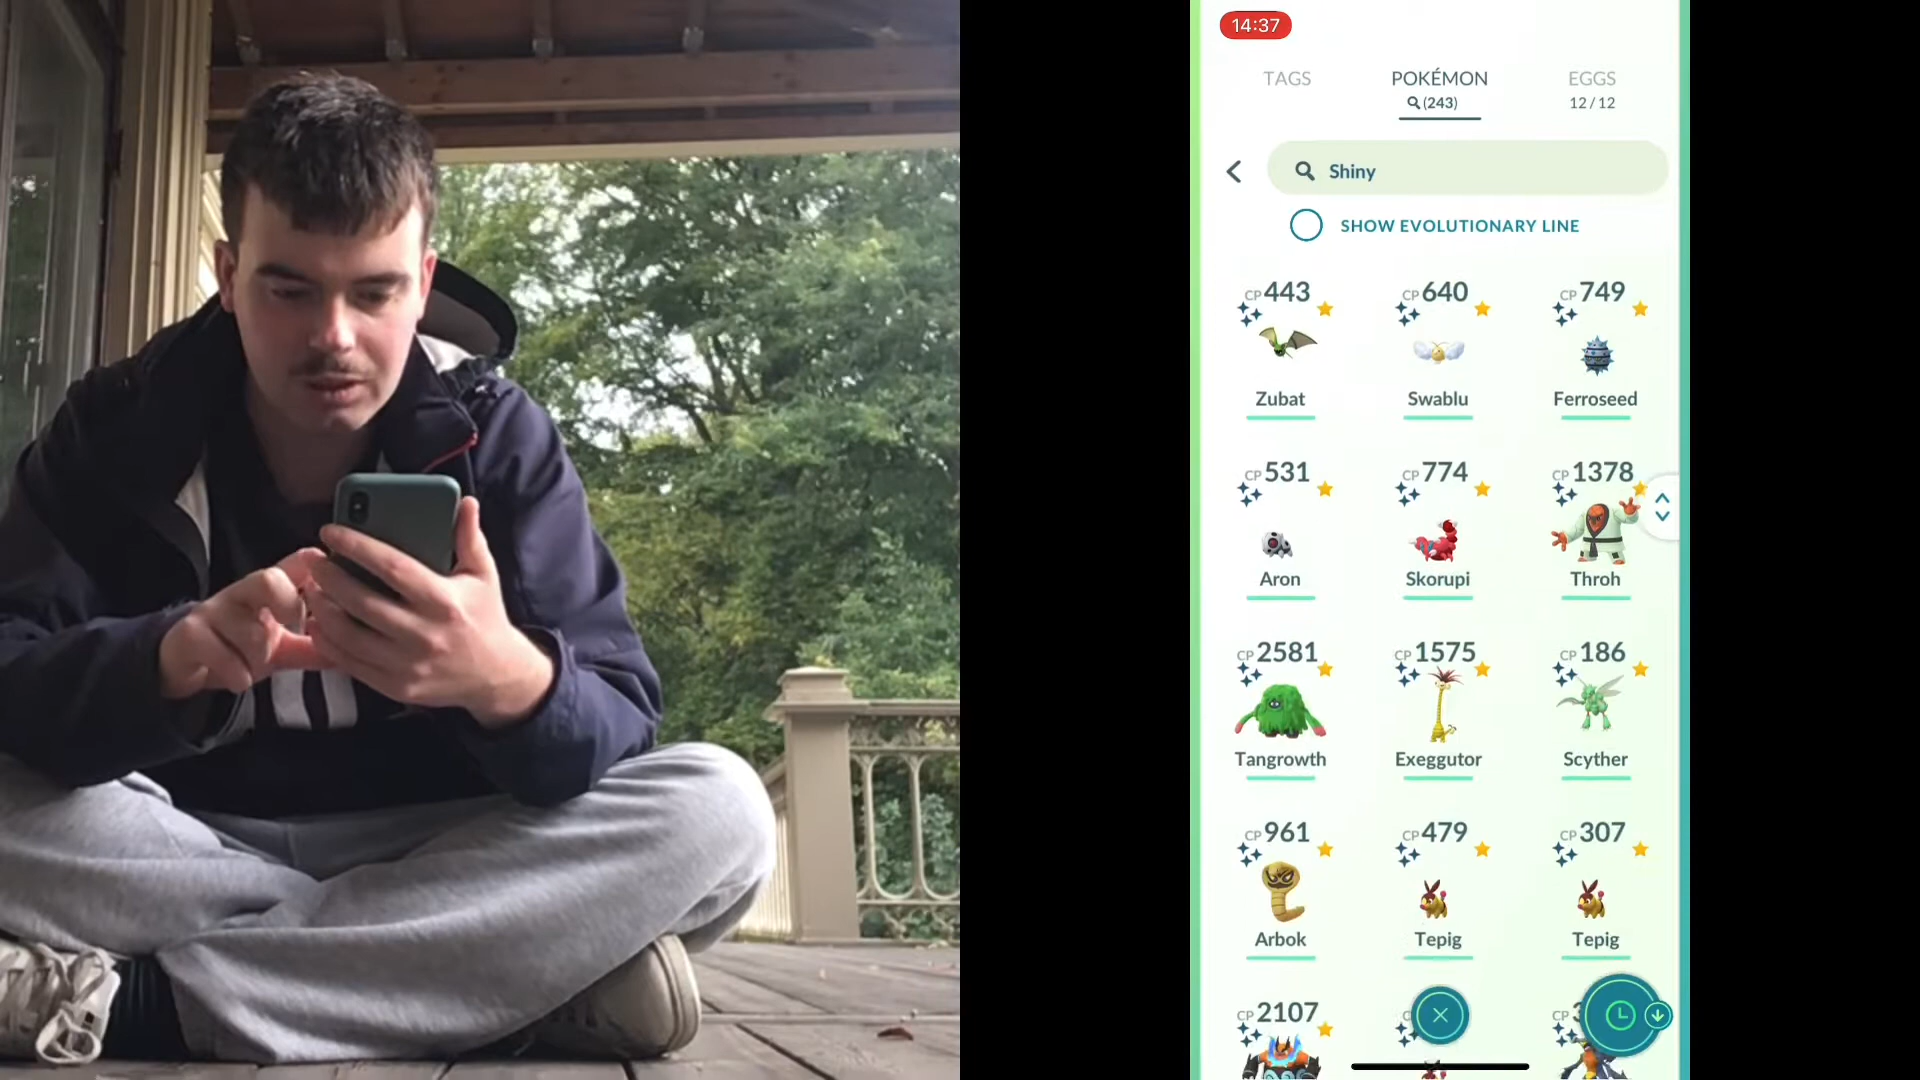 14:37
TAGS POKÉMON EGGS
(243) 12 / 12
Shiny
SHOW EVOLUTIONARY LINE
CP443 CP640 CP749
Zubat Swablu Ferroseed
CP531 CP774 CP1378
Aron Skorupi Throh
CP2581 CP1575 CP186
Tangrowth Exeggutor Scyther
CP961 CP479 CP307
Arbok Tepig Tepig
CP2107 CP